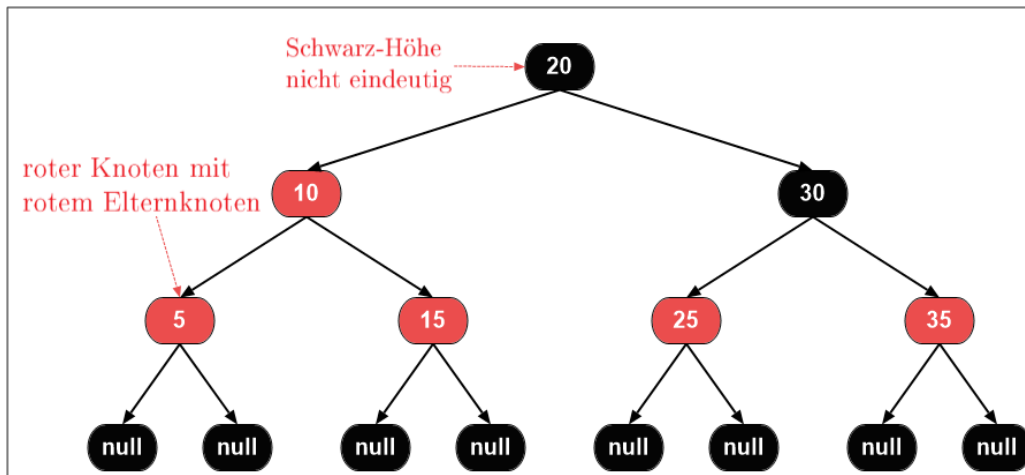 Schwarz-Höhe
nicht eindeutig
20
roter Knoten mit
rotem Elternknoten
10
30
5
15
25
35
null
null
null
null
null
null
null
null